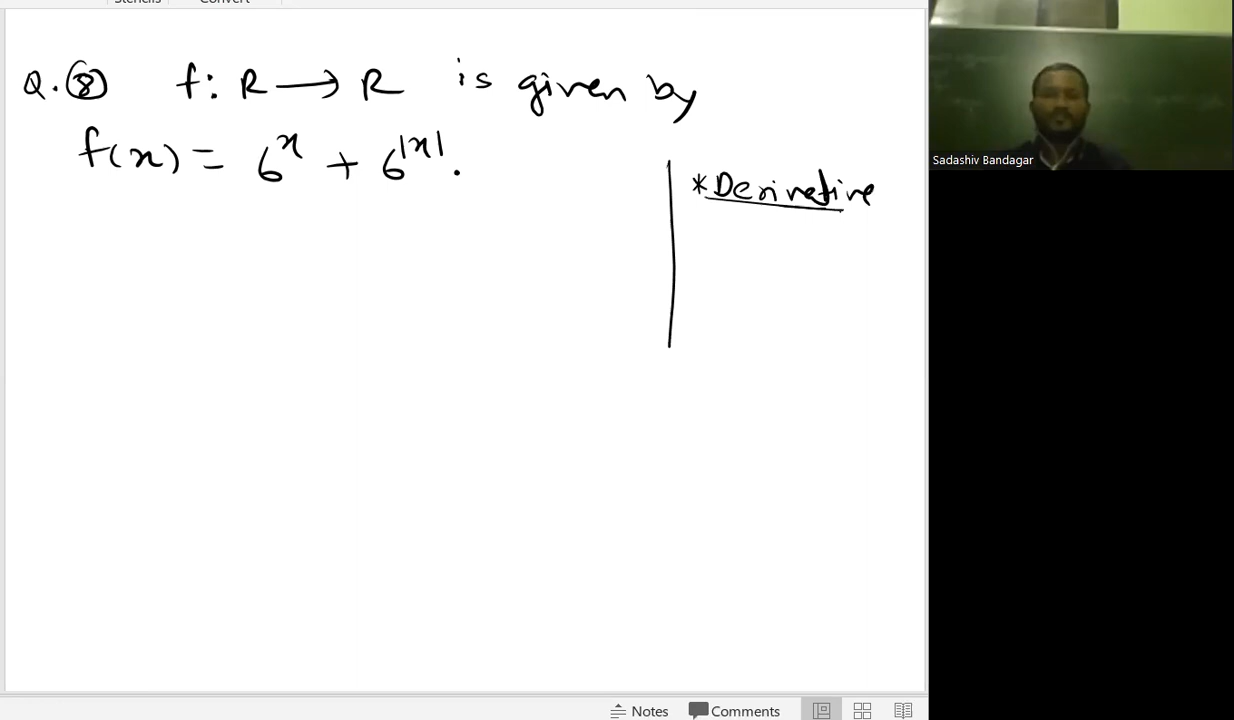 Stencils Convert
Q. (8) f: R → R is given by
f(x) = 6^x + 6^|x|.
* Derivative
Sadashiv Bandagar
Notes Comments